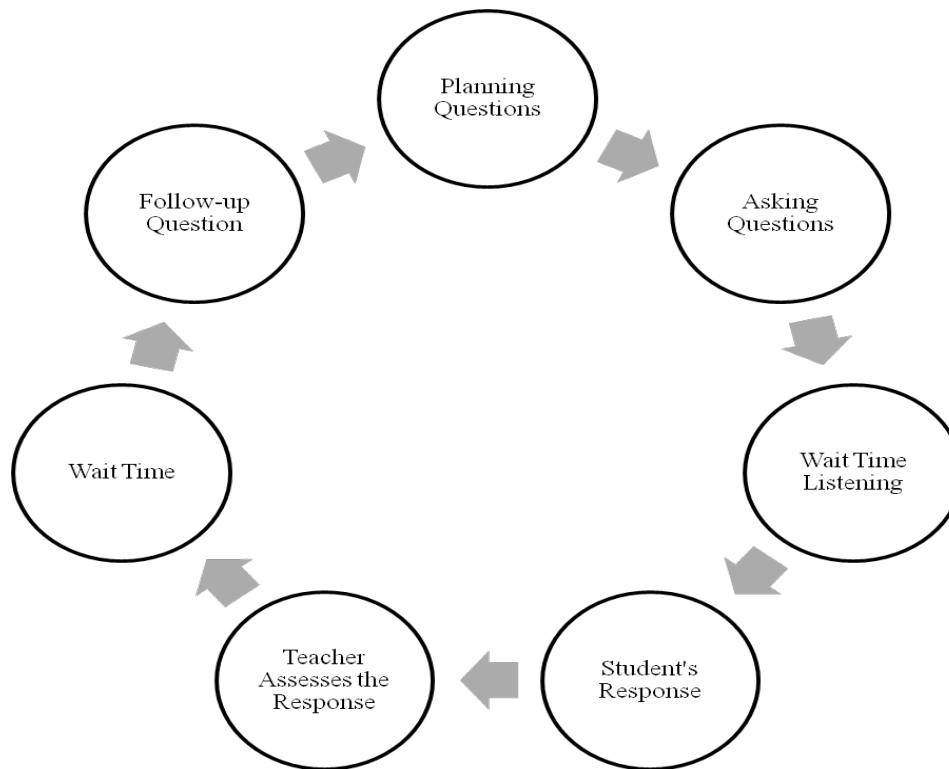 Planning
Questions
Asking
Questions
Wait Time
Listening
Student's
Response
Teacher
Assesses the
Response
Wait Time
Follow-up
Question